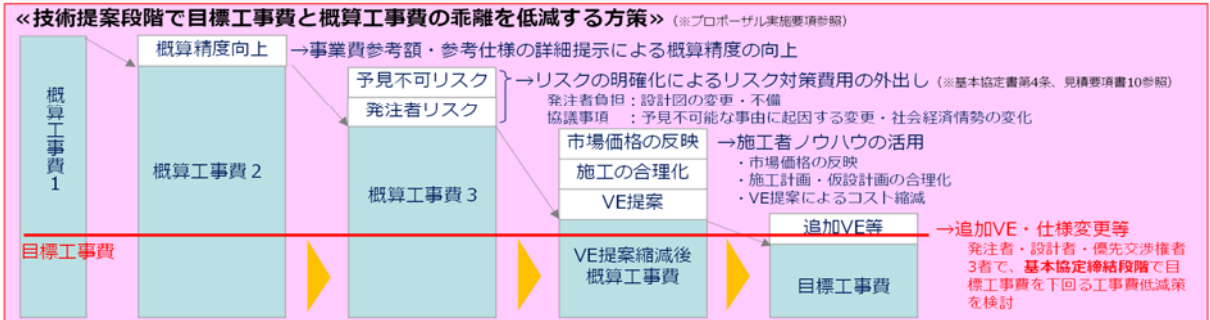 ≪技術提案段階で目標工事費と概算工事費の乖離を低減する方策≫（※プロポーザル実施要項参照）
概算工事費1
概算精度向上
→事業費参考額・参考仕様の詳細提示による概算精度の向上
概算工事費２
予見不可リスク
発注者リスク
→リスクの明確化によるリスク対策費用の外出し（※基本協定書第4条、見積要項書10参照）
発注者負担：設計図の変更・不備
協議事項　：予見不可能な事由に起因する変更・社会経済情勢の変化
概算工事費３
市場価格の反映
施工の合理化
VE提案
→施工者ノウハウの活用
・市場価格の反映
・施工計画・仮設計画の合理化
・VE提案によるコスト縮減
VE提案縮減後
概算工事費
追加VE等
目標工事費
→追加VE・仕様変更等
発注者・設計者・優先交渉権者
3者で、基本協定締結段階で目
標工事費を下回る工事費低減策
を検討
目標工事費